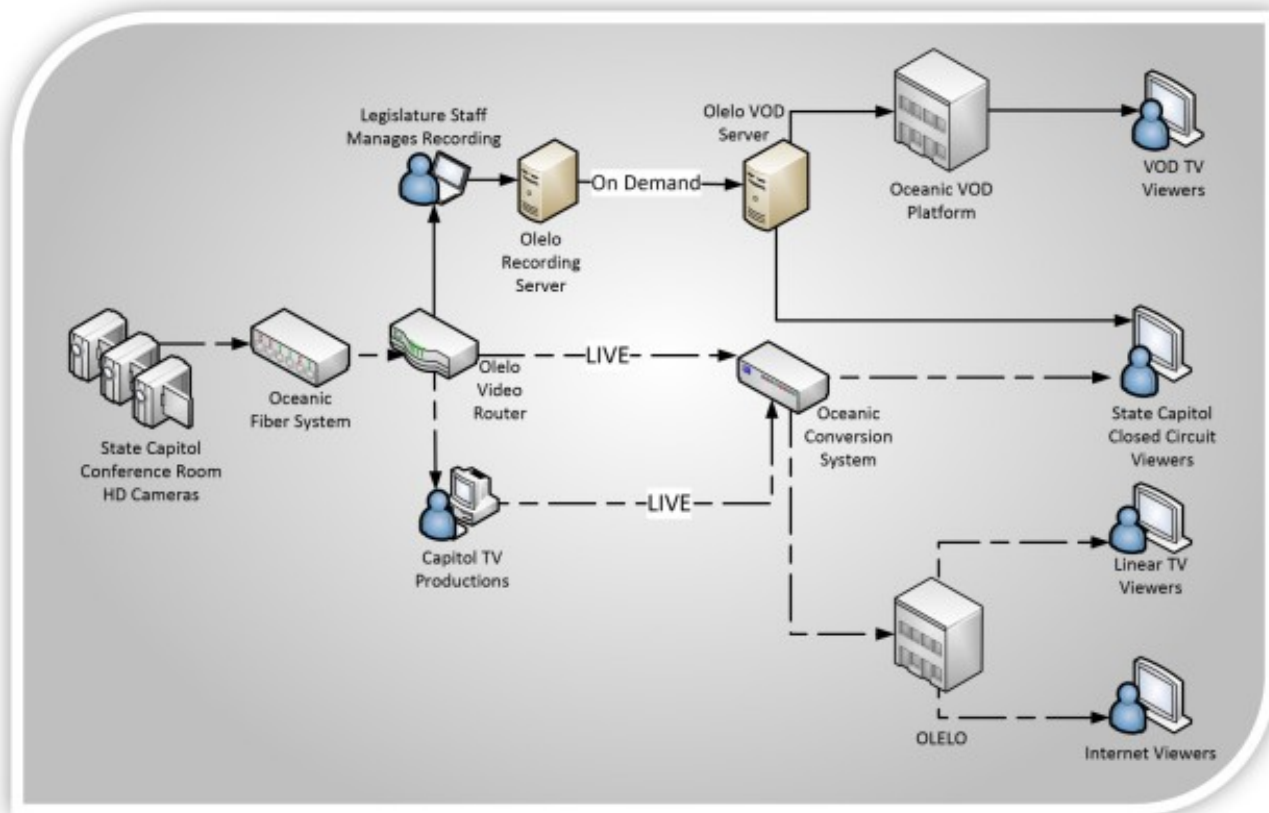 Legislature Staff
Manages Recording
Olelo VOD
Server
On Demand
VOD TV
Viewers
Oceanic VOD
Platform
Olelo
Recording
Server
LIVE
Olelo
Video
Router
Oceanic
Fiber System
Oceanic
Conversion
System
State Capitol
Closed Circuit
Viewers
State Capitol
Conference Room
HD Cameras
LIVE
Capitol TV
Productions
Linear TV
Viewers
OLELO
Internet Viewers